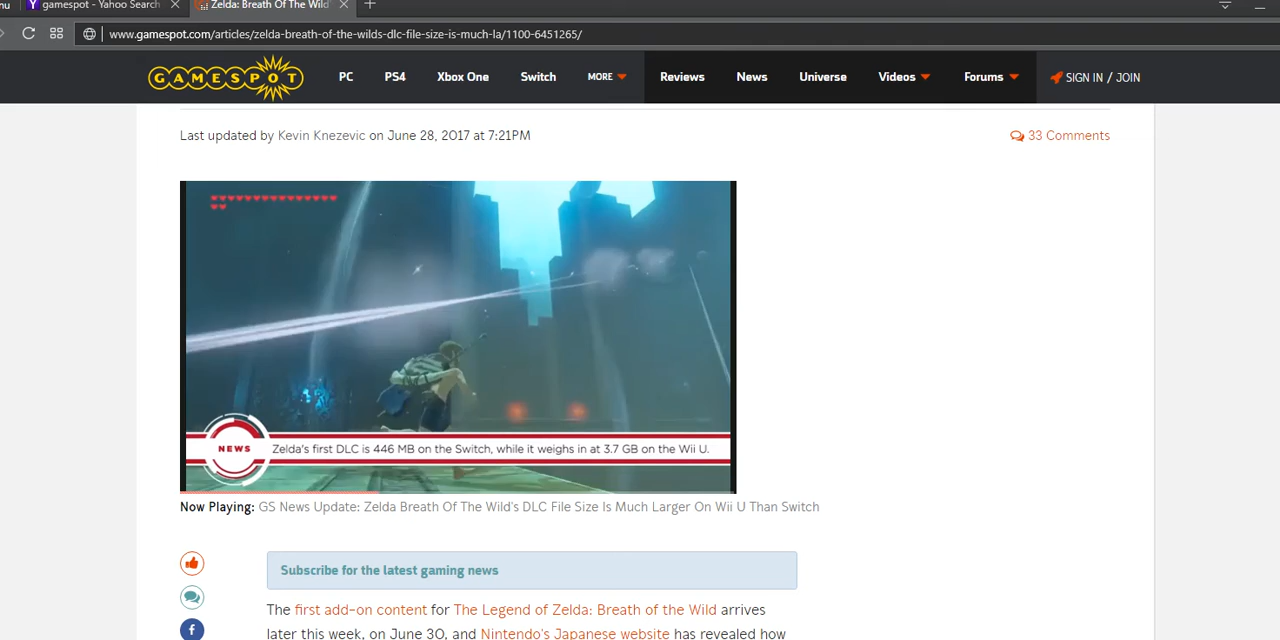 nu
gamespot - Yahoo Search
Zelda: Breath Of The Wild'
www.gamespot.com/articles/zelda-breath-of-the-wilds-dlc-file-size-is-much-la/1100-6451265/
GAMESPOT
PC
PS4
Xbox One
Switch
MORE
Reviews
News
Universe
Videos
Forums
SIGN IN / JOIN
Last updated by Kevin Knezevic on June 28, 2017 at 7:21PM
33 Comments
NEWS
Zelda's first DLC is 446 MB on the Switch, while it weighs in at 3.7 GB on the Wii U.
Now Playing: GS News Update: Zelda Breath Of The Wild's DLC File Size Is Much Larger On Wii U Than Switch
Subscribe for the latest gaming news
The first add-on content for The Legend of Zelda: Breath of the Wild arrives
later this week, on June 30, and Nintendo's Japanese website has revealed how